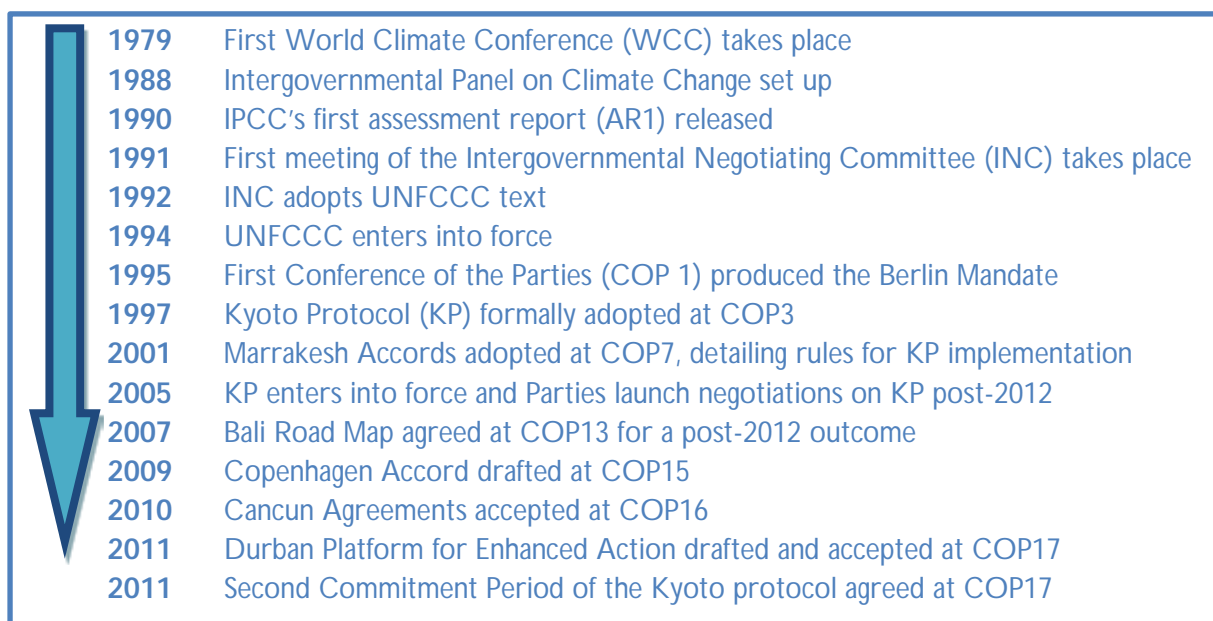 1979 First World Climate Conference (WCC) takes place
1988 Intergovernmental Panel on Climate Change set up
1990 IPCC's first assessment report (AR1) released
1991 First meeting of the Intergovernmental Negotiating Committee (INC) takes place
1992 INC adopts UNFCCC text
1994 UNFCCC enters into force
1995 First Conference of the Parties (COP 1) produced the Berlin Mandate
1997 Kyoto Protocol (KP) formally adopted at COP3
2001 Marrakesh Accords adopted at COP7, detailing rules for KP implementation
2005 KP enters into force and Parties launch negotiations on KP post-2012
2007 Bali Road Map agreed at COP13 for a post-2012 outcome
2009 Copenhagen Accord drafted at COP15
2010 Cancun Agreements accepted at COP16
2011 Durban Platform for Enhanced Action drafted and accepted at COP17
2011 Second Commitment Period of the Kyoto protocol agreed at COP17